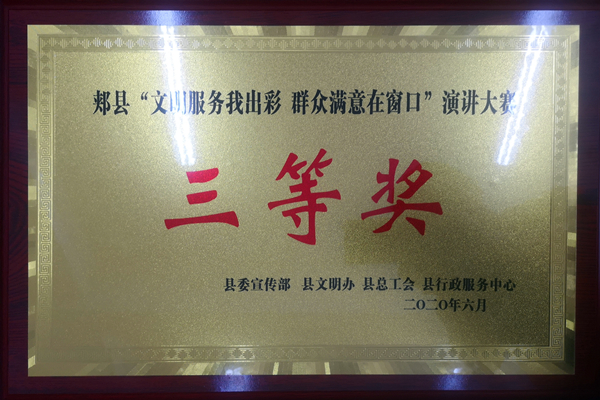 郏县“文明服务我出彩 群众满意在窗口”演讲大赛
三等奖
县委宣传部 县文明办 县总工会 县行政服务中心
二〇二〇年六月